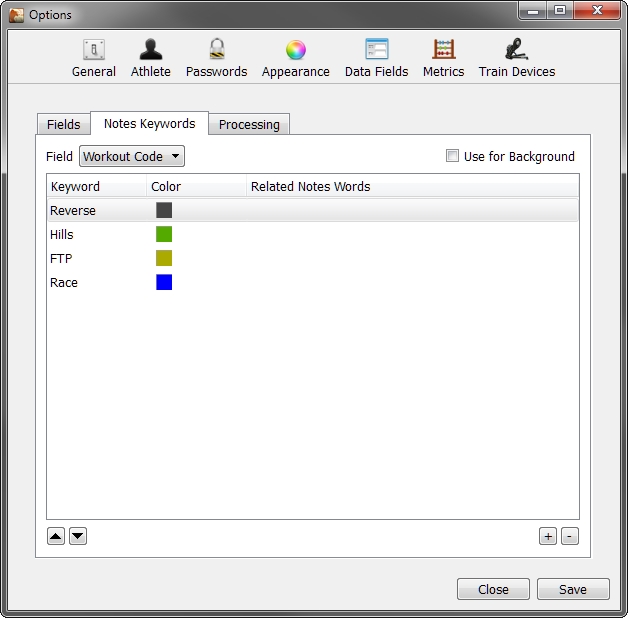 Options
General Athlete Passwords Appearance Data Fields Metrics Train Devices
Fields Notes Keywords Processing
Field Workout Code Use for Background
Keyword Color Related Notes Words
Reverse
Hills
FTP
Race
+ -
Close Save